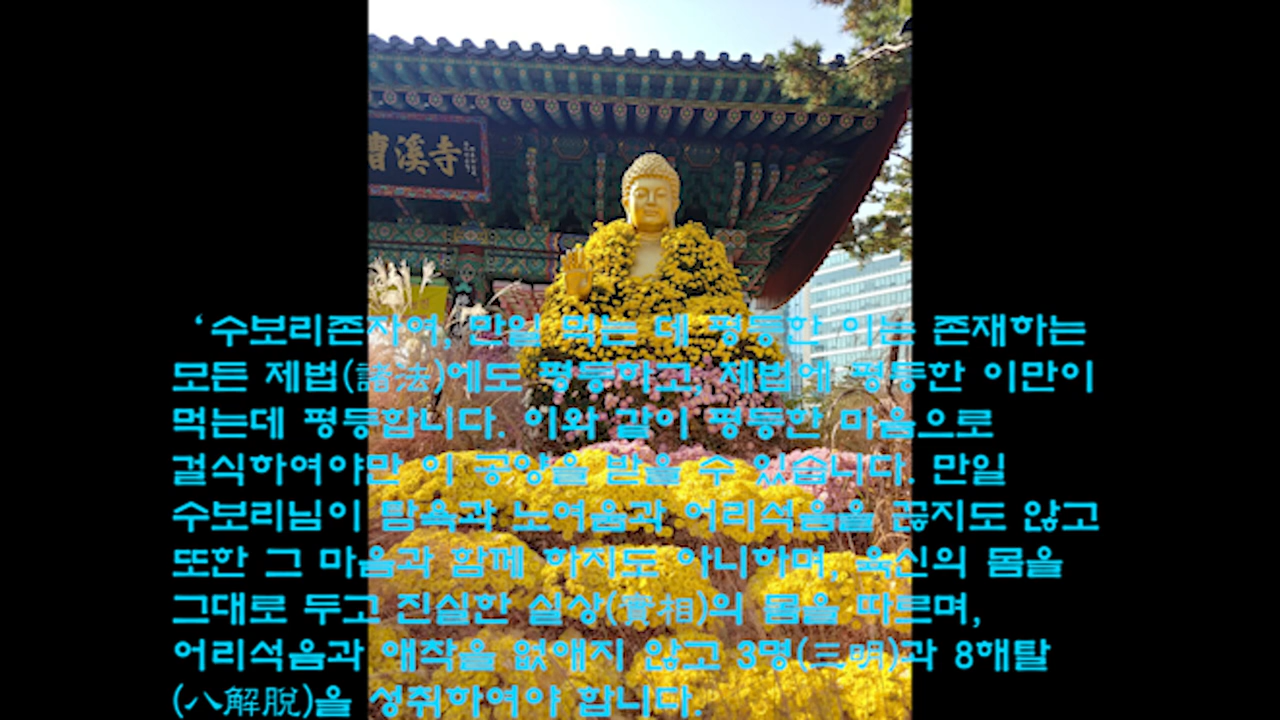 曹溪寺
‘수보리존자여, 만일 먹는 데 평등한 이는 존재하는
모든 제법(諸法)에도 평등하고, 제법에 평등한 이만이
먹는데 평등합니다. 이와 같이 평등한 마음으로
걸식하여야만 이 공양을 받을 수 있습니다. 만일
수보리님이 탐욕과 노여움과 어리석음을 끊지도 않고
또한 그 마음과 함께 하지도 아니하며, 육신의 몸을
그대로 두고 진실한 실상(實相)의 몸을 따르며,
어리석음과 애착을 없애지 않고 3명(三明)과 8해탈
(八解脫)을 성취하여야 합니다.